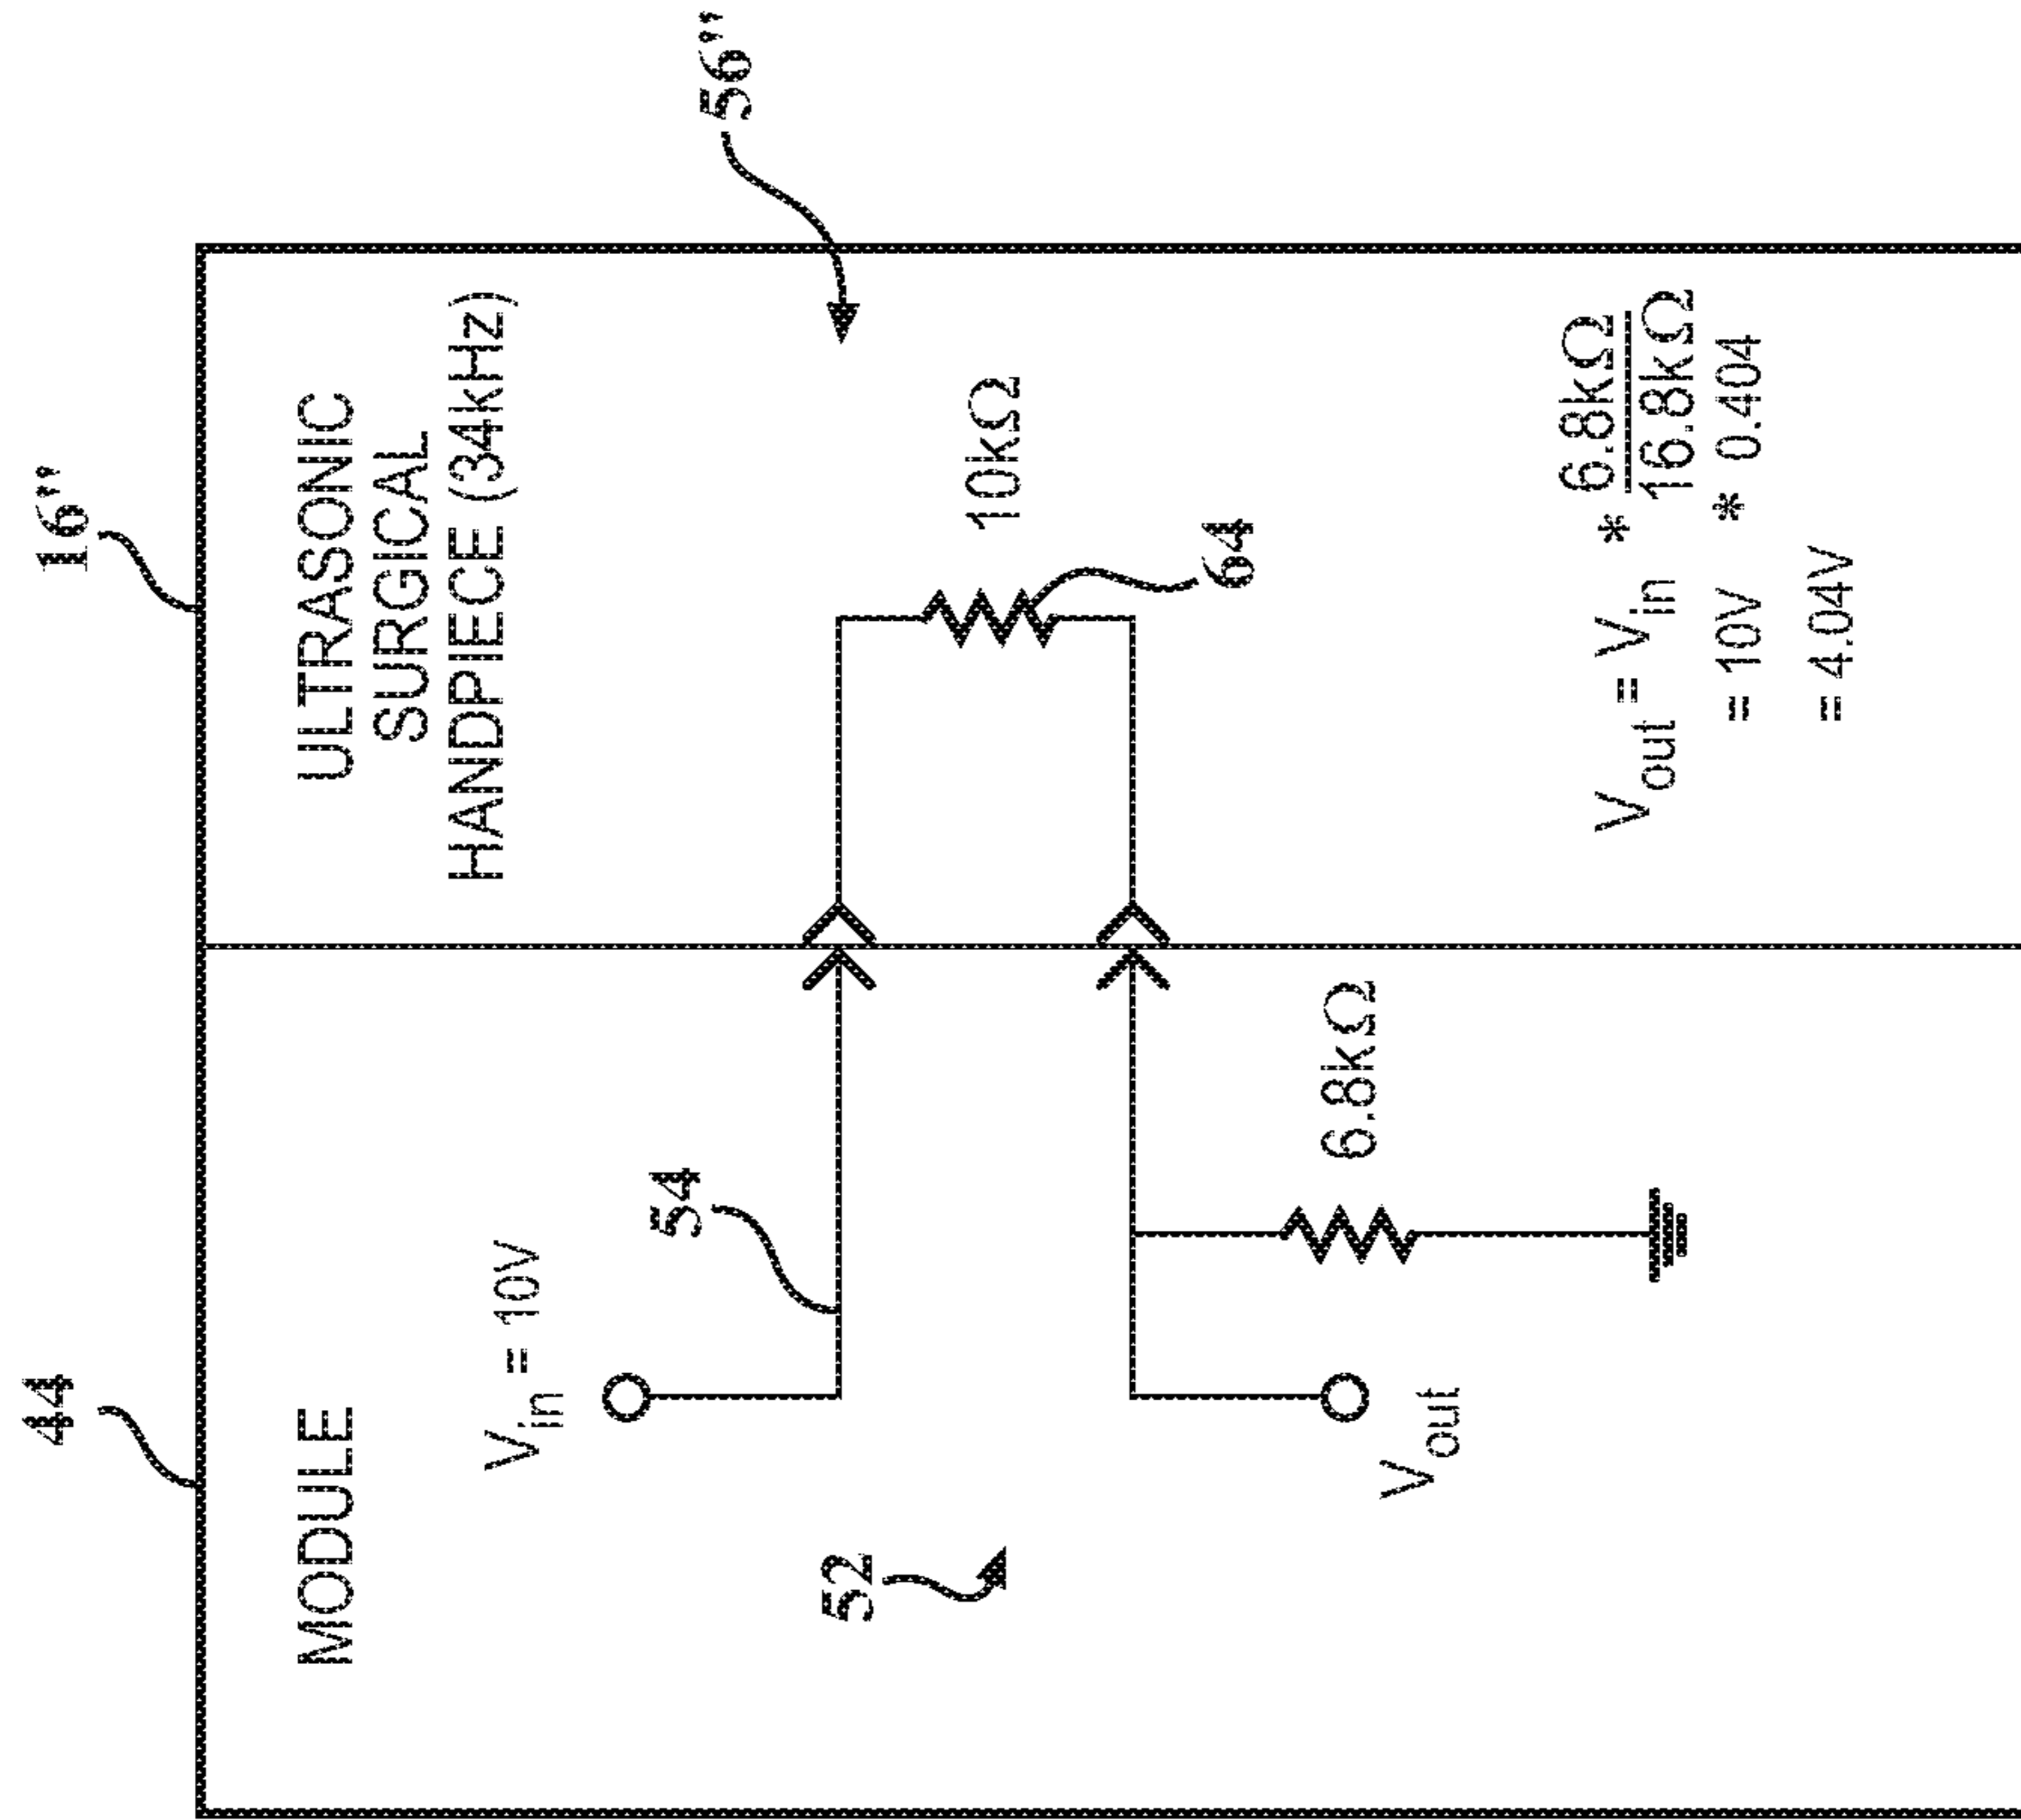 44
16"
MODULE
ULTRASONIC
SURGICAL
HANDPIECE (34kHz)
Vin = 10V
54
56"
52
10kΩ
64
6.8kΩ
Vout
Vout = Vin * 6.8kΩ
16.8kΩ
= 10V * 0.404
= 4.04V